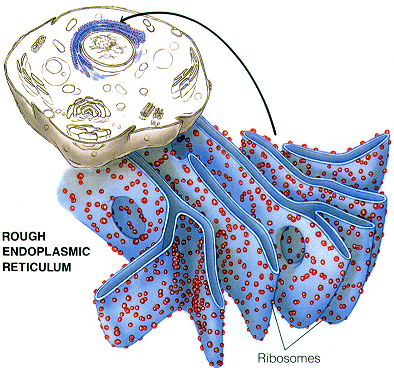 ROUGH
ENDOPLASMIC
RETICULUM
Ribosomes